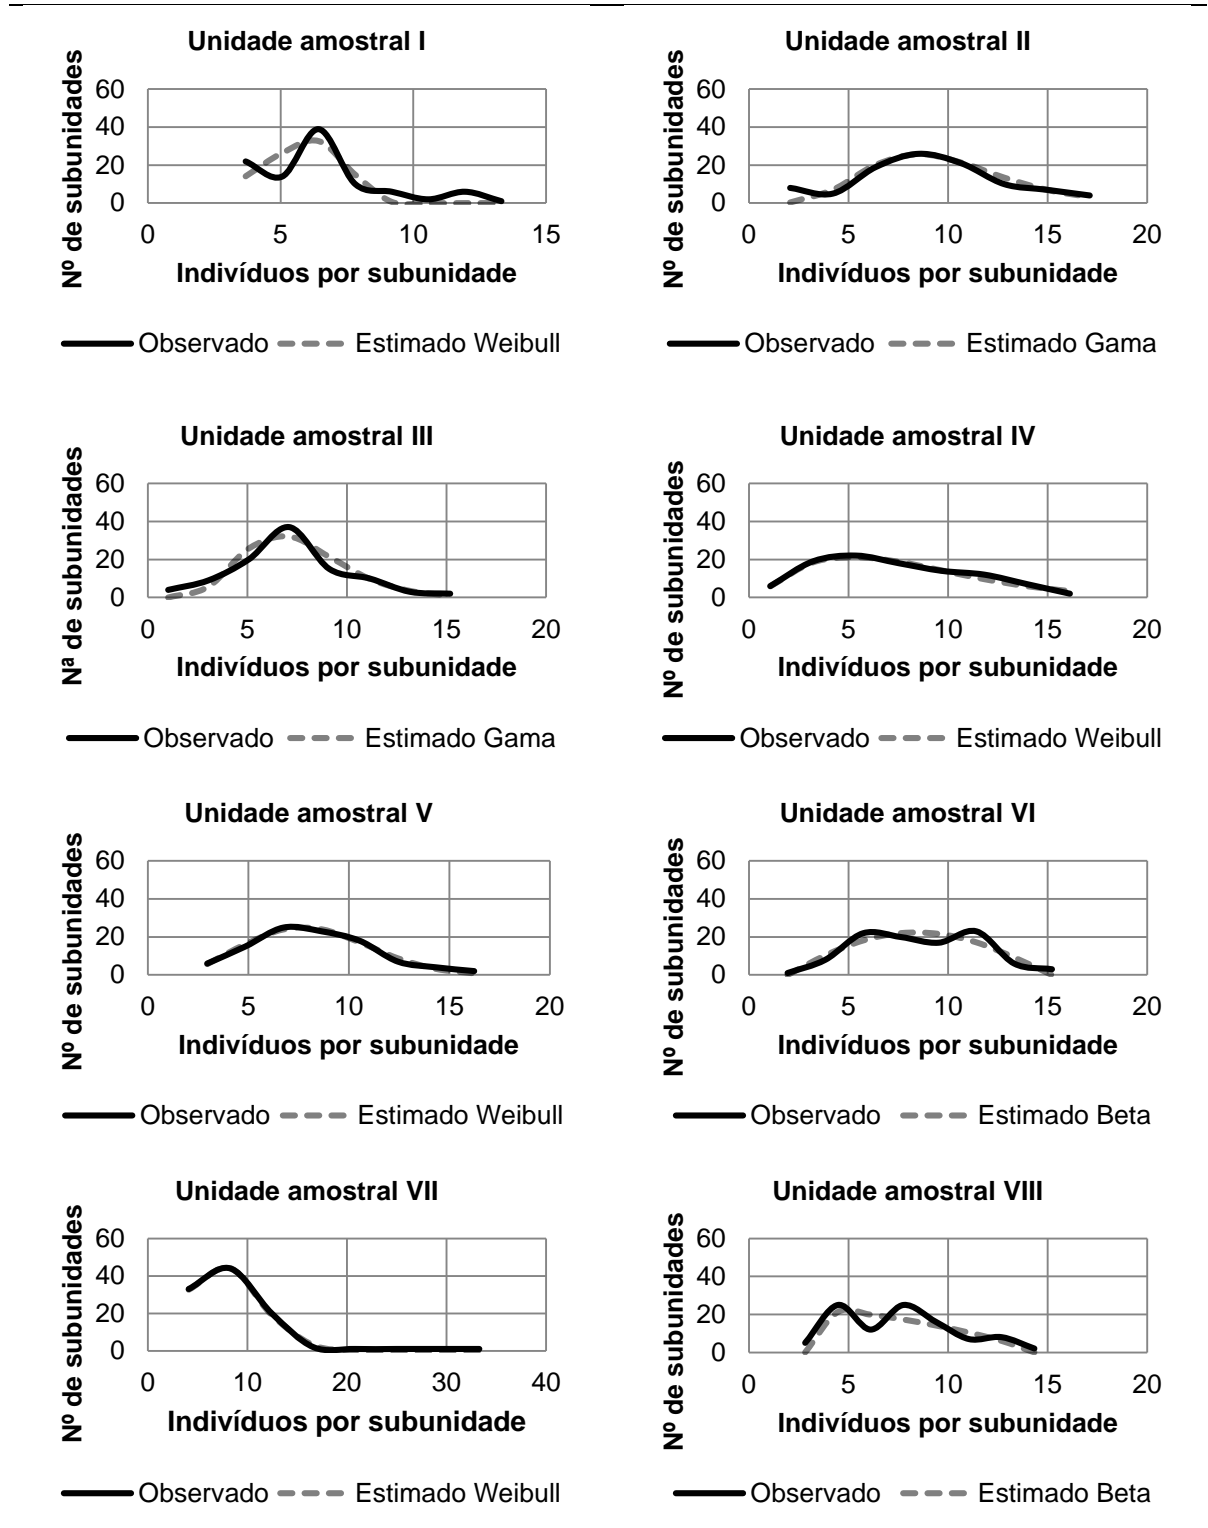 Unidade amostral I
Nº de subunidades
60
40
20
0
0 5 10 15
Indivíduos por subunidade
Observado Estimado Weibull
Unidade amostral II
Nº de subunidades
60
40
20
0
0 5 10 15 20
Indivíduos por subunidade
Observado Estimado Gama
Unidade amostral III
Nª de subunidades
60
40
20
0
0 5 10 15 20
Indivíduos por subunidade
Observado Estimado Gama
Unidade amostral IV
Nº de subunidades
60
40
20
0
0 5 10 15 20
Indivíduos por subunidade
Observado Estimado Weibull
Unidade amostral V
Nº de subunidades
60
40
20
0
0 5 10 15 20
Indivíduos por subunidade
Observado Estimado Weibull
Unidade amostral VI
Nº de subunidades
60
40
20
0
0 5 10 15 20
Indivíduos por subunidade
Observado Estimado Beta
Unidade amostral VII
Nº de subunidades
60
40
20
0
0 10 20 30 40
Indivíduos por subunidade
Observado Estimado Weibull
Unidade amostral VIII
Nº de subunidades
60
40
20
0
0 5 10 15 20
Indivíduos por subunidade
Observado Estimado Beta